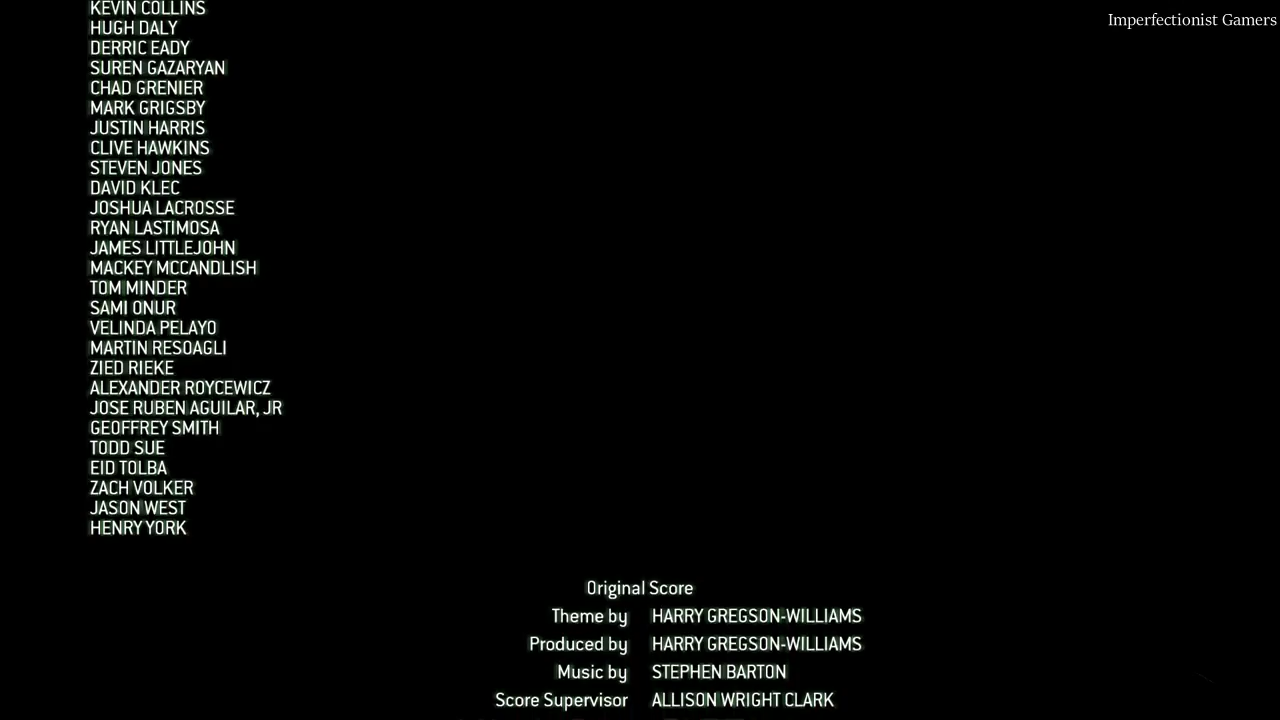 KEVIN COLLINS
Imperfectionist Gamers
HUGH DALY
DERRIC EADY
SUREN GAZARYAN
CHAD GRENIER
MARK GRIGSBY
JUSTIN HARRIS
CLIVE HAWKINS
STEVEN JONES
DAVID KLEC
JOSHUA LACROSSE
RYAN LASTIMOSA
JAMES LITTLEJOHN
MACKEY MCCANDLISH
TOM MINDER
SAMI ONUR
VELINDA PELAYO
MARTIN RESOAGLI
ZIED RIEKE
ALEXANDER ROYCEWICZ
JOSE RUBEN AGUILAR, JR
GEOFFREY SMITH
TODD SUE
EID TOLBA
ZACH VOLKER
JASON WEST
HENRY YORK
Original Score
Theme by HARRY GREGSON-WILLIAMS
Produced by HARRY GREGSON-WILLIAMS
Music by STEPHEN BARTON
Score Supervisor ALLISON WRIGHT CLARK